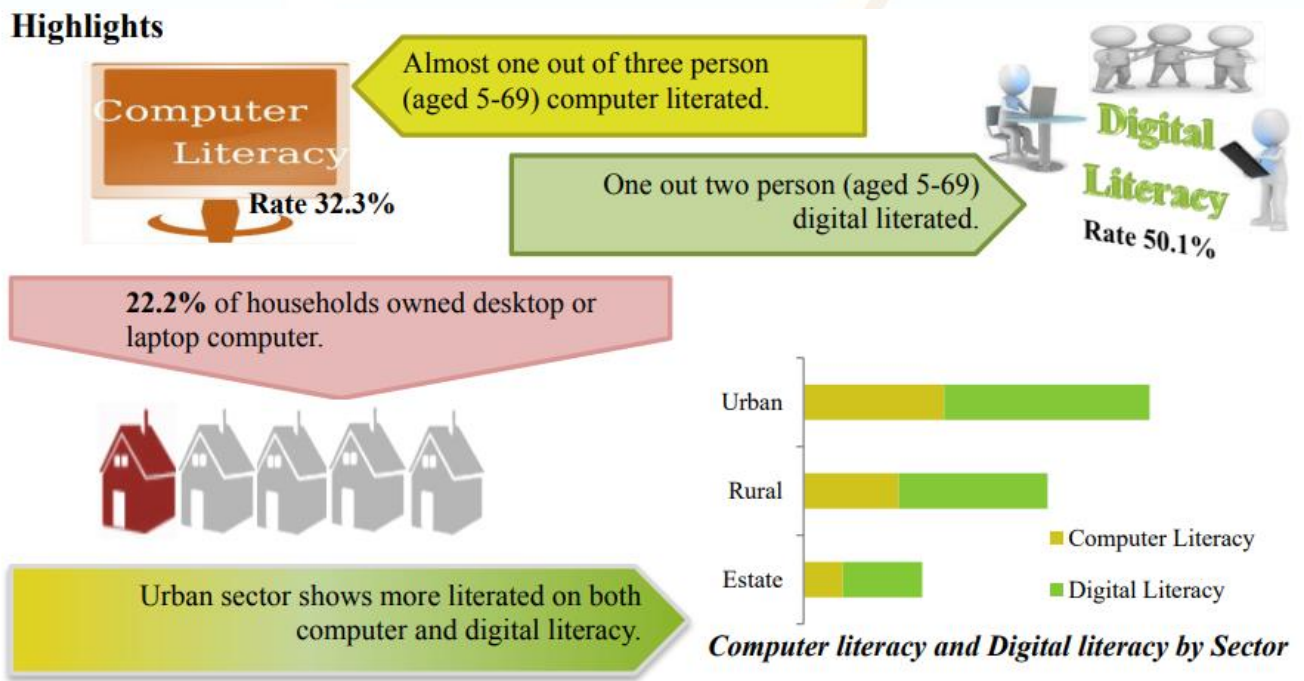 Highlights
Computer
Literacy
Rate 32.3%
Almost one out of three person
(aged 5-69) computer literated.
One out two person (aged 5-69)
digital literated.
Digital
Literacy
Rate 50.1%
22.2% of households owned desktop or
laptop computer.
Urban sector shows more literated on both
computer and digital literacy.
Urban
Rural
Estate
Computer Literacy
Digital Literacy
Computer literacy and Digital literacy by Sector